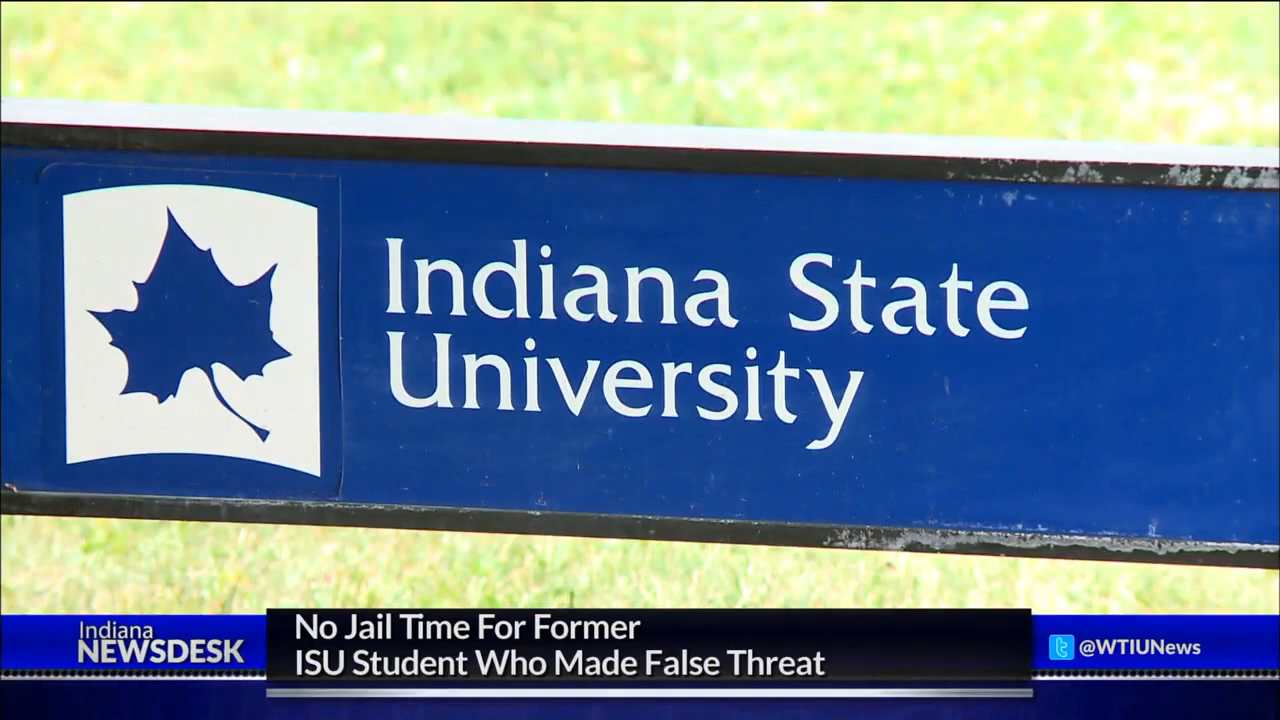 Indiana State
University
Indiana
NEWSDESK
No Jail Time For Former
ISU Student Who Made False Threat
@WTIUNews